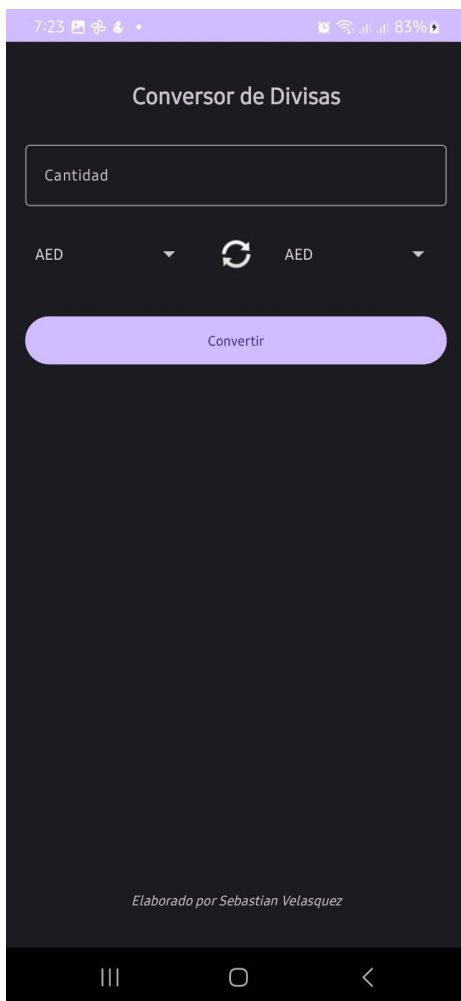 7:23
83%
Conversor de Divisas
Cantidad
AED
AED
Convertir
Elaborado por Sebastian Velasquez